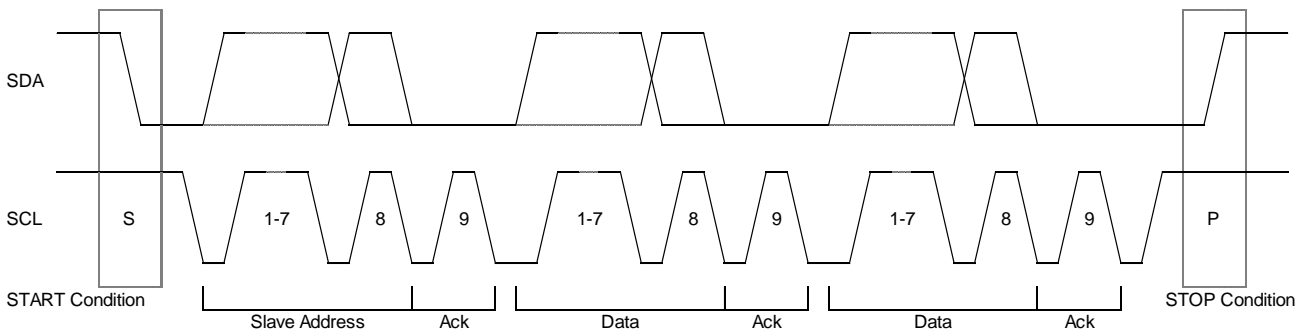 SDA
SCL S 1-7 8 9 1-7 8 9 1-7 8 9 P
START Condition STOP Condition
Slave Address Ack Data Ack Data Ack